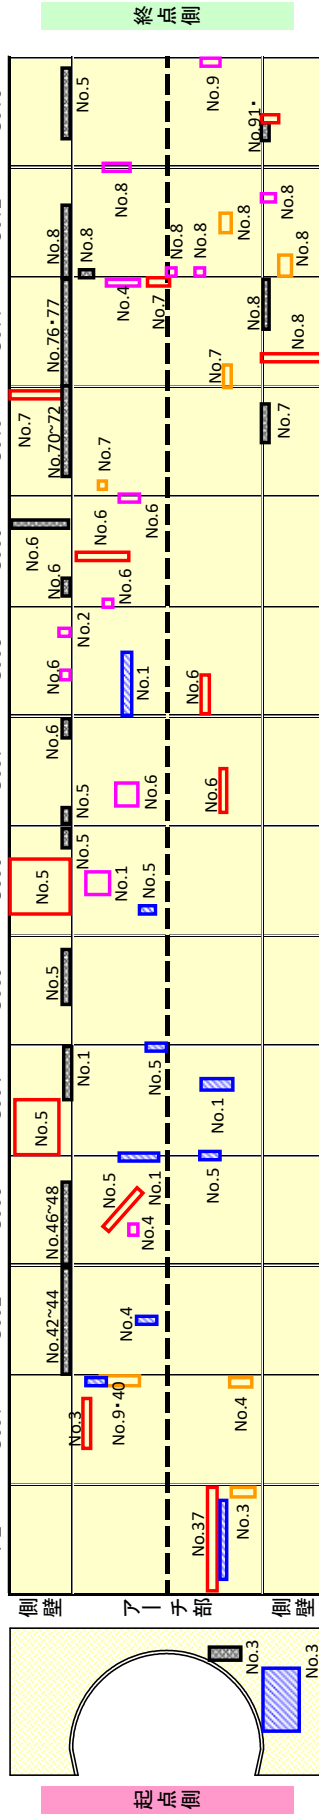 終点側
No.5
No.9
No.91・
No.8
No.8
No.8
No.8
No.8
No.8
No.8
No.76・77
No.4
No.7
No.8
No.8
No.7
No.70~72
No.7
No.7
No.7
No.6
No.6
No.6
No.6
No.6
No.2
No.6
No.1
No.6
No.6
No.5
No.6
No.6
No.5
No.5
No.1
No.5
No.5
No.1
No.5
No.5
No.1
No.46~48
No.5
No.1
No.4
No.5
No.42~44
No.4
No.3
No.9・40
No.4
No.37
No.3
側壁
アーチ部
側壁
No.3
No.3
起点側